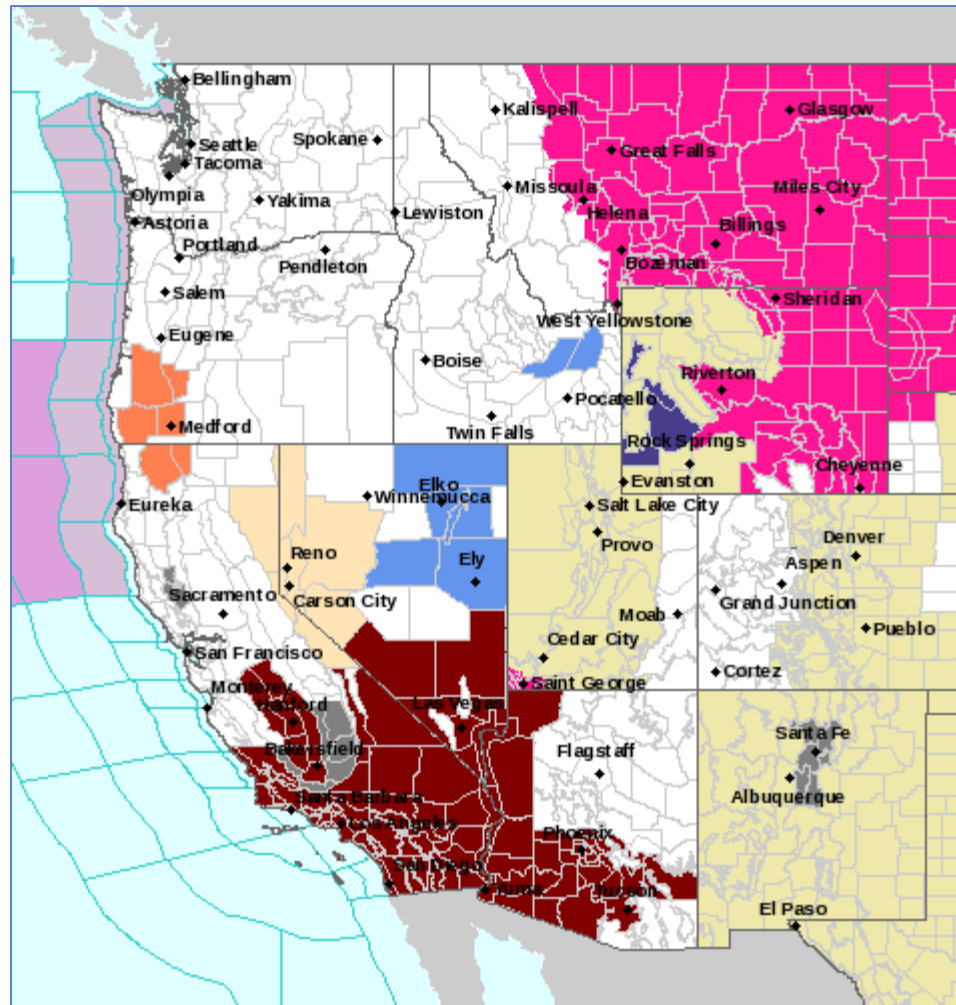 Bellingham
Kalispell
Glasgow
Seattle
Spokane
Great Falls
Tacoma
Olympia
Missoula
Miles City
Yakima
Lewiston
Helena
Astoria
Billings
Portland
Pendleton
Bozeman
Salem
Sheridan
West Yellowstone
Eugene
Boise
Riverton
Pocatello
Medford
Twin Falls
Rock Springs
Cheyenne
Elko
Evanston
Winnemucca
Eureka
Salt Lake City
Provo
Denver
Reno
Ely
Aspen
Sacramento
Carson City
Grand Junction
Moab
Pueblo
Cedar City
San Francisco
Cortez
Saint George
Monterey
Hanford
Las Vegas
Santa Fe
Bakersfield
Flagstaff
Albuquerque
Santa Barbara
Los Angeles
Phoenix
San Diego
Yuma
Tucson
El Paso